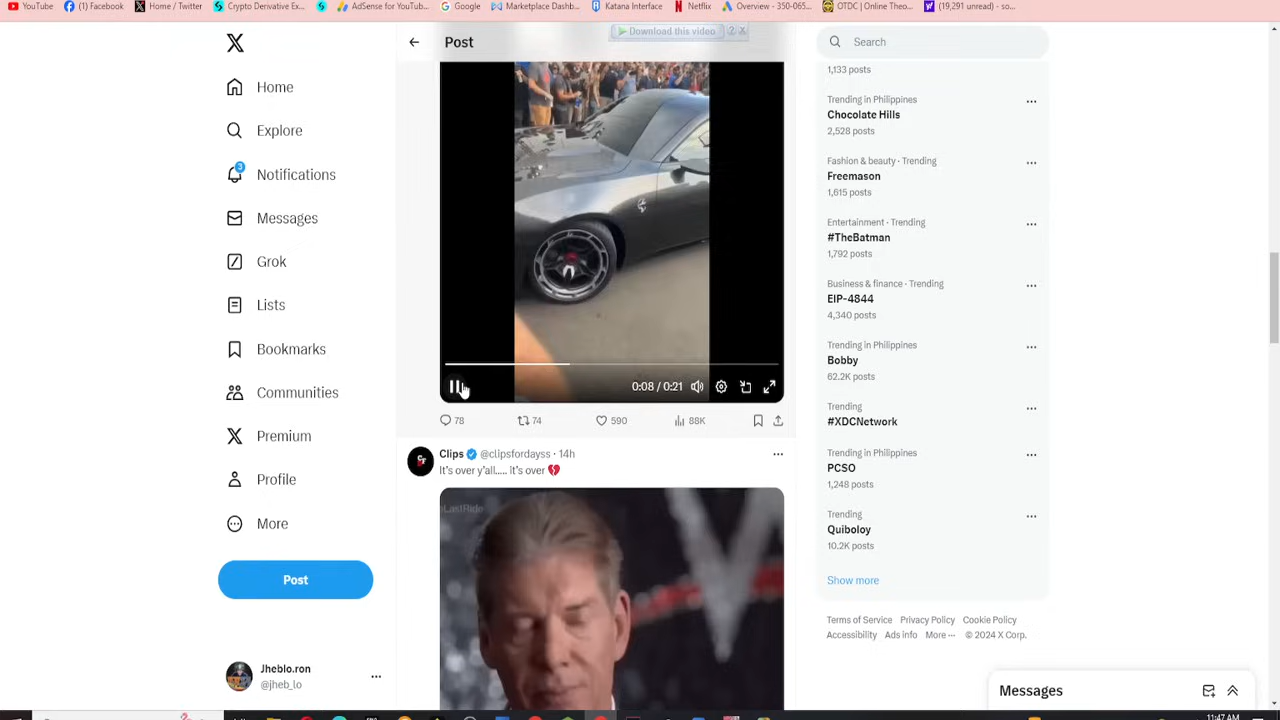 YouTube
(1) Facebook
Home / Twitter
Crypto Derivative Ex...
AdSense for YouTub...
Google
Marketplace Dashb...
Katana Interface
Netflix
Overview - 350-065...
OTDC | Online Theo...
(19,291 unread) - so...
Download this video
? X
Post
Search
Home
Explore
3
Notifications
Messages
Grok
Lists
Bookmarks
Communities
Premium
Profile
More
Post
Jheblo.ron
@jheb_lo
0:08 / 0:21
78
74
590
88K
Clips @clipsfordayss · 14h
It's over y'all..... it's over 💔
LastRide
1,133 posts
Trending in Philippines
Chocolate Hills
2,528 posts
Fashion & beauty · Trending
Freemason
1,615 posts
Entertainment · Trending
#TheBatman
1,792 posts
Business & finance · Trending
EIP-4844
4,340 posts
Trending in Philippines
Bobby
62.2K posts
Trending
#XDCNetwork
Trending in Philippines
PCSO
1,248 posts
Trending
Quiboloy
10.2K posts
Show more
Terms of Service Privacy Policy Cookie Policy
Accessibility Ads info More ··· © 2024 X Corp.
Messages
11:47 AM